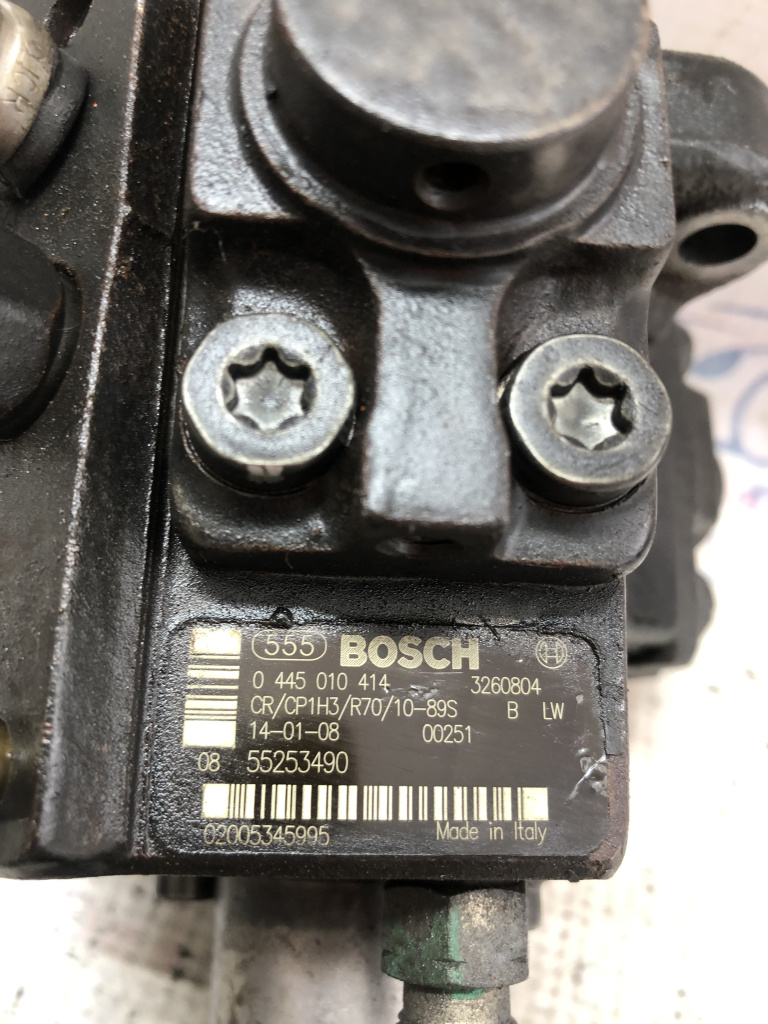 555 BOSCH
0 445 010 414 3260804
CR/CP1H3/R70/10-89S B LW
14-01-08 00251
08 55253490
02005345995 Made in Italy